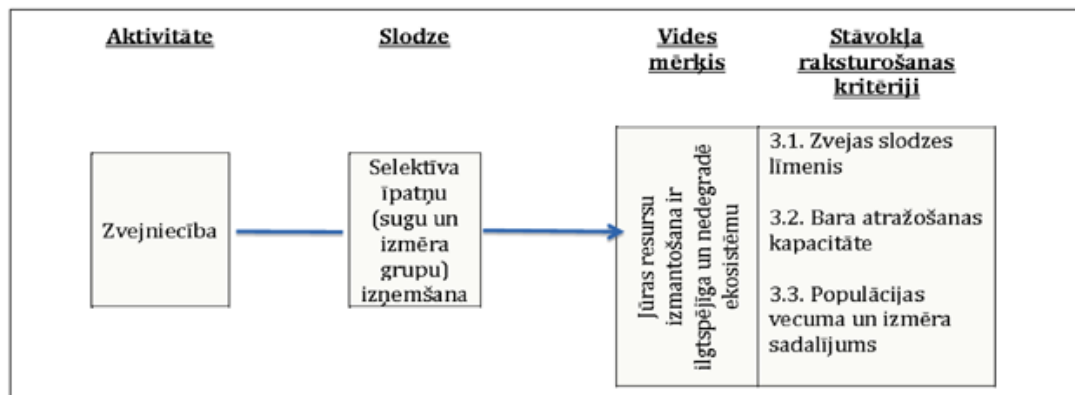 Aktivitāte
Slodze
Vides
mērķis
Stāvokļa
raksturošanas
kritēriji
Zvejniecība
Selektīva
īpatņu
(sugu un
izmēra
grupu)
izņemšana
Jūras resursu
izmantošana ir
ilgtspējīga un nedegradē
ekosistēmu
3.1. Zvejas slodzes
līmenis
3.2. Bara atražošanas
kapacitāte
3.3. Populācijas
vecuma un izmēra
sadalījums